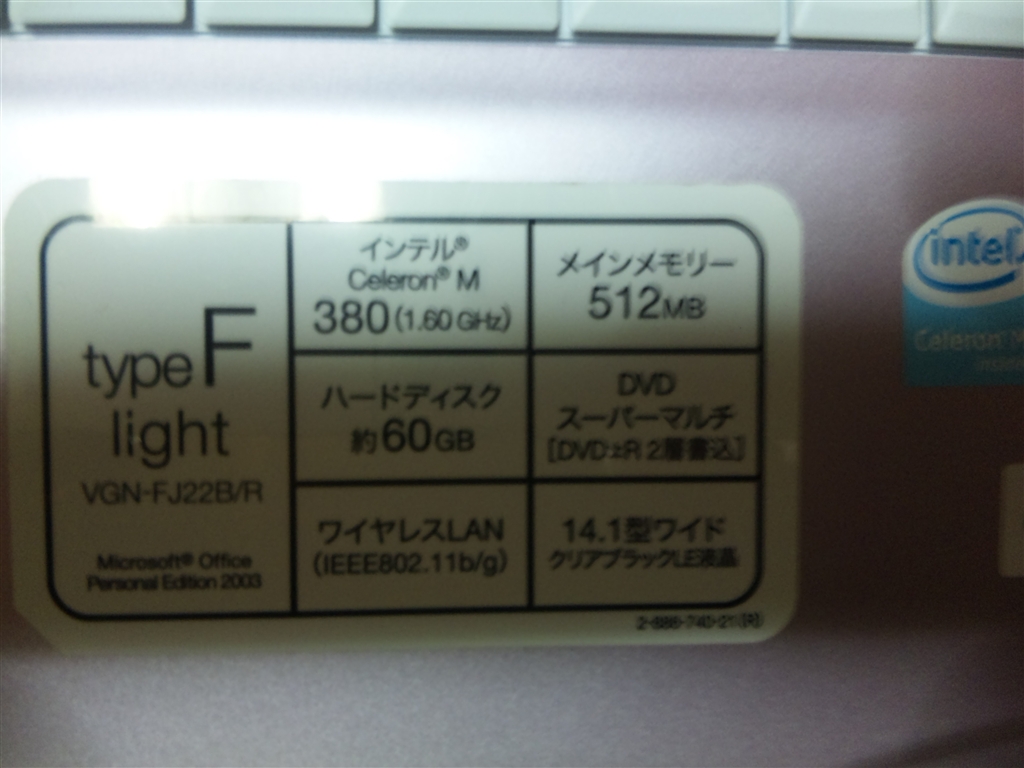 type F
light
VGN-FJ22B/R
Microsoft® Office
Personal Edition 2003
インテル®
Celeron® M
380 (1.60 GHz)
メインメモリー
512MB
ハードディスク
約60GB
DVD
スーパーマルチ
[DVD±R 2層書込]
ワイヤレスLAN
(IEEE802.11b/g)
14.1型ワイド
クリアブラックLE液晶
2-686-740-21(R)
intel
Celeron M